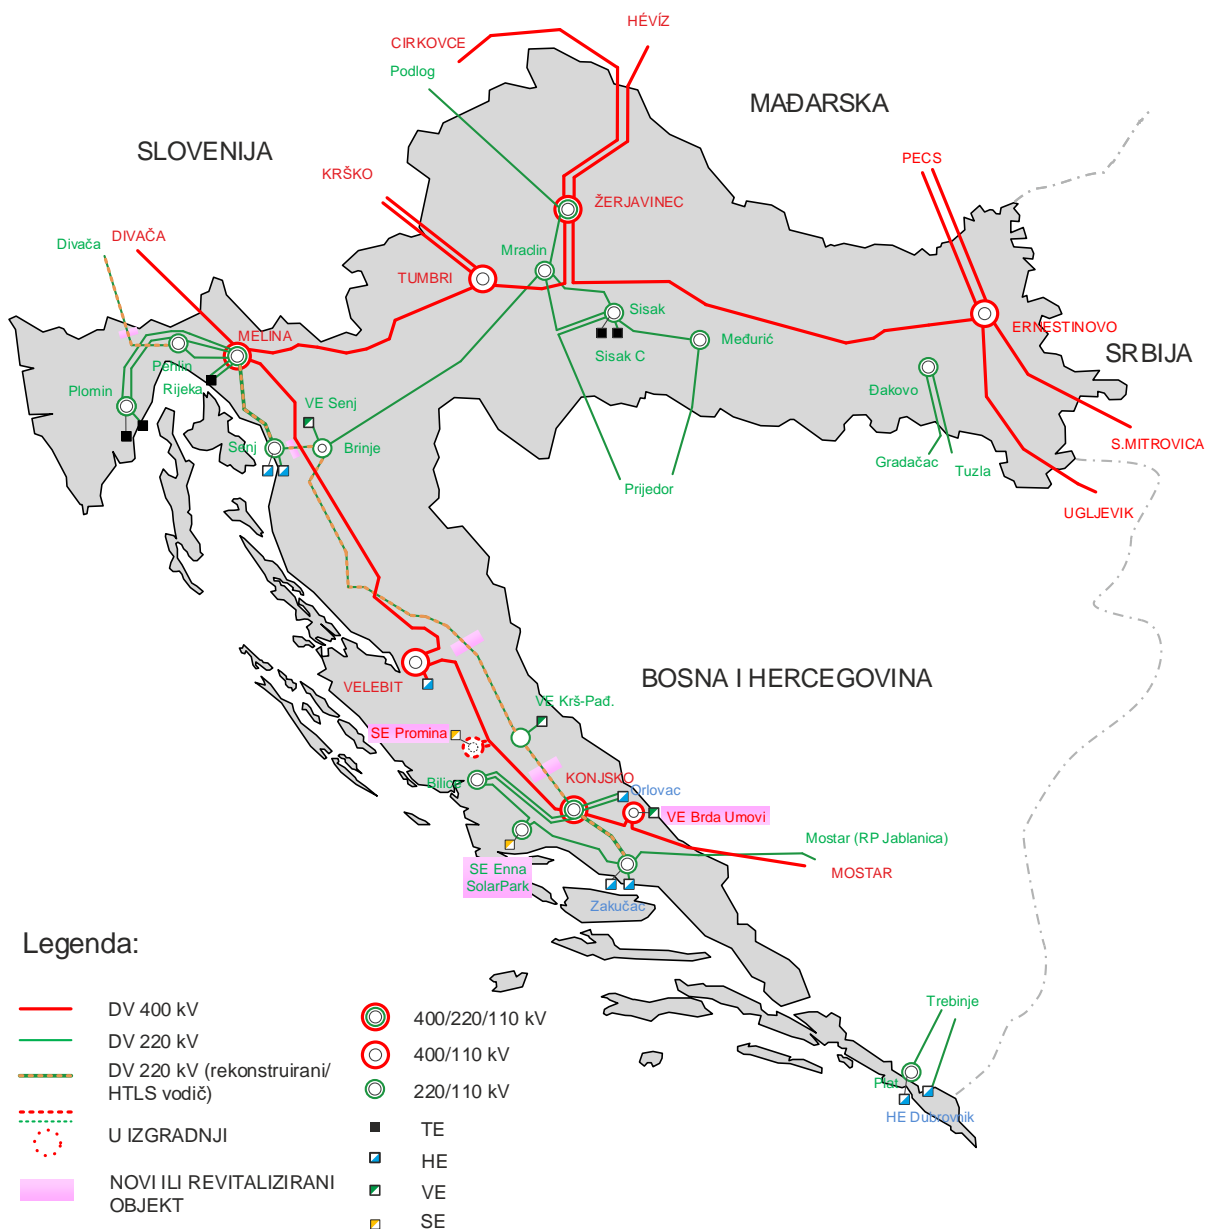 HÉVÍZ
CIRKOVCE
Podlog
MAĐARSKA
SLOVENIJA
PECS
KRŠKO
ŽERJAVINEC
DIVAČA
Divača
Mraclin
TUMBRI
Sisak
ERNESTINOVO
MELINA
Međurić
SRBIJA
Sisak C
Pehlin
Rijeka
Plomin
Đakovo
VE Senj
Senj
Brinje
S.MITROVICA
Gradačac
Tuzla
Prijedor
UGLJEVIK
BOSNA I HERCEGOVINA
VELEBIT
VE Krš-Pađ.
SE Promina
KONJSKO
Bilice
Orlovac
VE Brda Umovi
Mostar (RP Jablanica)
MOSTAR
SE Enna
SolarPark
Zakučac
Legenda:
Trebinje
DV 400 kV
400/220/110 kV
DV 220 kV
400/110 kV
DV 220 kV (rekonstruirani/
HTLS vodič)
220/110 kV
Plat
HE Dubrovnik
U IZGRADNJI
TE
HE
NOVI ILI REVITALIZIRANI
OBJEKT
VE
SE